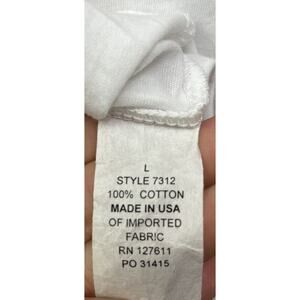 L
STYLE 7312
100% COTTON
MADE IN USA
OF IMPORTED
FABRIC
RN 127611
PO 31415